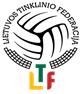 LIETUVOS TINKLINIO FEDERACIJA
LTF